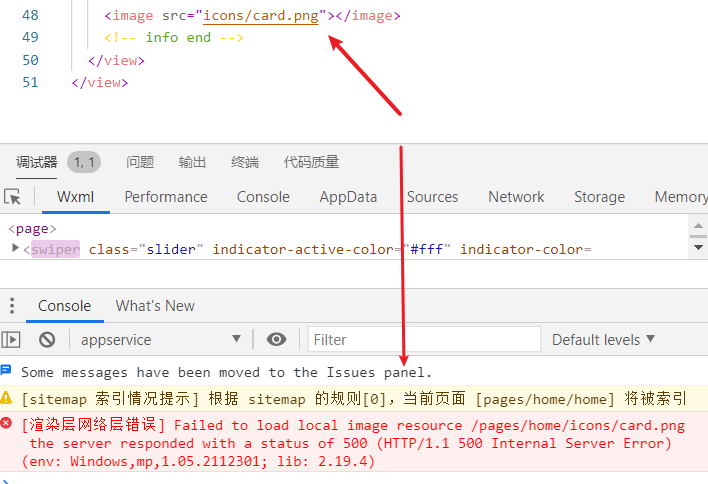 48 <image src="icons/card.png"></image>
49 <!-- info end -->
50 </view>
51 </view>
调试器 1, 1 问题 输出 终端 代码质量
Wxml Performance Console AppData Sources Network Storage Memory
<page>
<swiper class="slider" indicator-active-color="#fff" indicator-color=
Console What's New
appservice Filter Default levels
Some messages have been moved to the Issues panel.
[sitemap 索引情况提示] 根据 sitemap 的规则[0]，当前页面 [pages/home/home] 将被索引
[渲染层网络层错误] Failed to load local image resource /pages/home/icons/card.png
the server responded with a status of 500 (HTTP/1.1 500 Internal Server Error)
(env: Windows,mp,1.05.2112301; lib: 2.19.4)